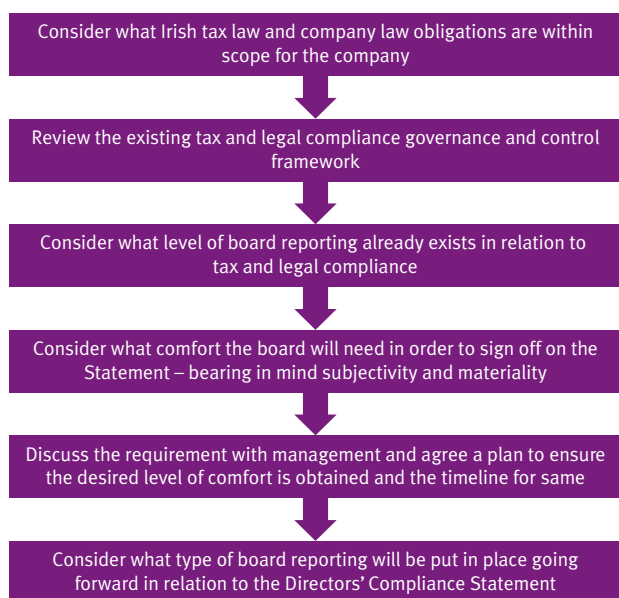 Consider what Irish tax law and company law obligations are within
scope for the company
Review the existing tax and legal compliance governance and control
framework
Consider what level of board reporting already exists in relation to
tax and legal compliance
Consider what comfort the board will need in order to sign off on the
Statement – bearing in mind subjectivity and materiality
Discuss the requirement with management and agree a plan to ensure
the desired level of comfort is obtained and the timeline for same
Consider what type of board reporting will be put in place going
forward in relation to the Directors’ Compliance Statement